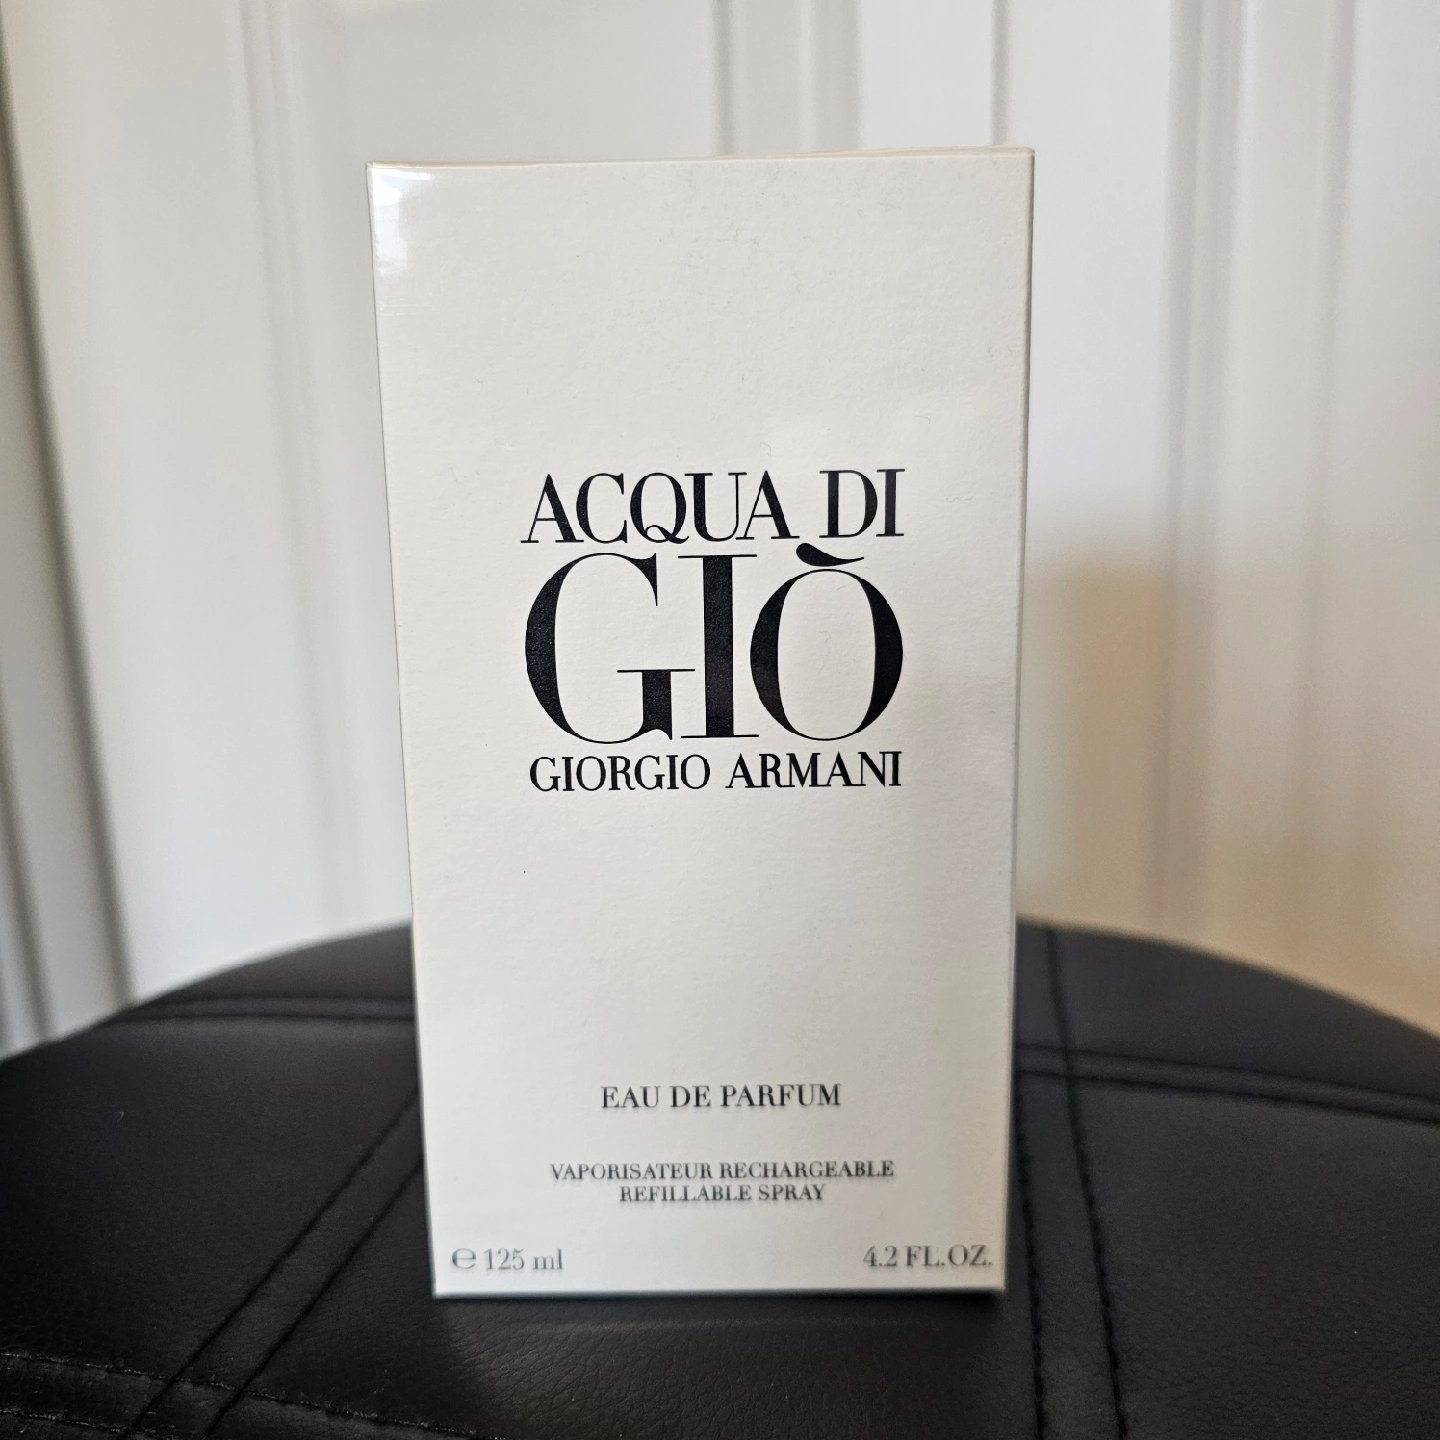 ACQUA DI
GIÒ
GIORGIO ARMANI
EAU DE PARFUM
VAPORISATEUR RECHARGEABLE
REFILLABLE SPRAY
℮ 125 ml
4.2 FL.OZ.